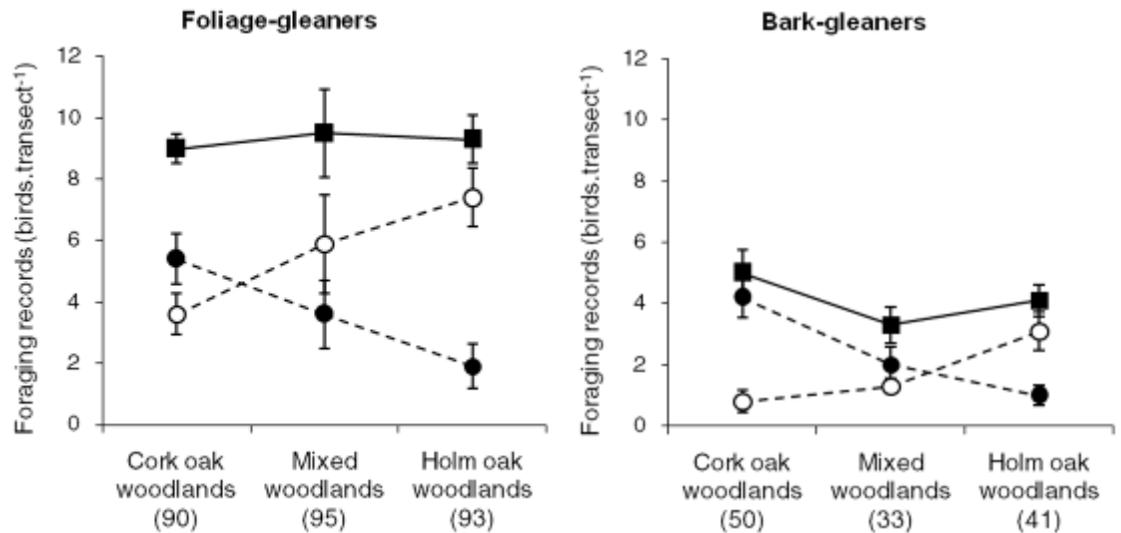 Foliage-gleaners
Foraging records (birds.transect-1)
12
10
8
6
4
2
0
Cork oak
woodlands
(90)
Mixed
woodlands
(95)
Holm oak
woodlands
(93)
Bark-gleaners
Foraging records (birds.transect-1)
12
10
8
6
4
2
0
Cork oak
woodlands
(50)
Mixed
woodlands
(33)
Holm oak
woodlands
(41)